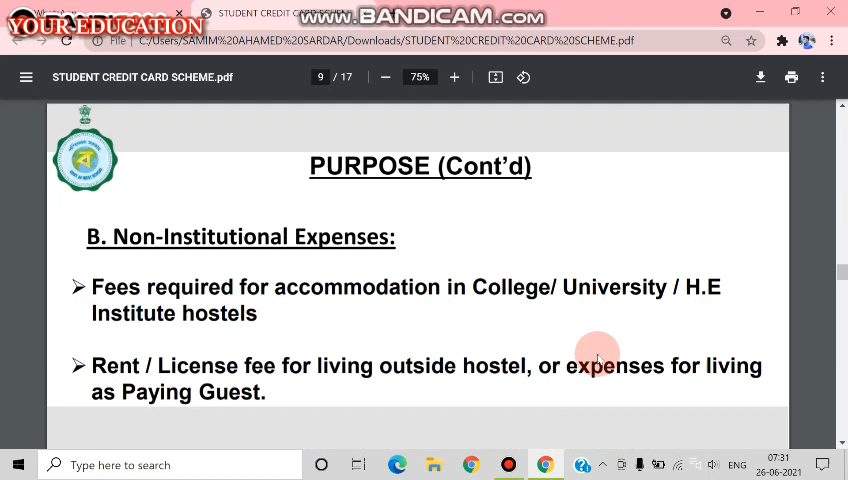 YOUR EDUCATION
WWW.BANDICAM.COM
STUDENT CREDIT CARD SCHEM
File
C:/Users/SAMIM%20AHAMED%20SARDAR/Downloads/STUDENT%20CREDIT%20CARD%20SCHEME.pdf
STUDENT CREDIT CARD SCHEME.pdf
9 / 17
75%
PURPOSE (Cont'd)
B. Non-Institutional Expenses:
➢ Fees required for accommodation in College/ University / H.E
Institute hostels
➢ Rent / License fee for living outside hostel, or expenses for living
as Paying Guest.
Type here to search
ENG
07:31
26-06-2021